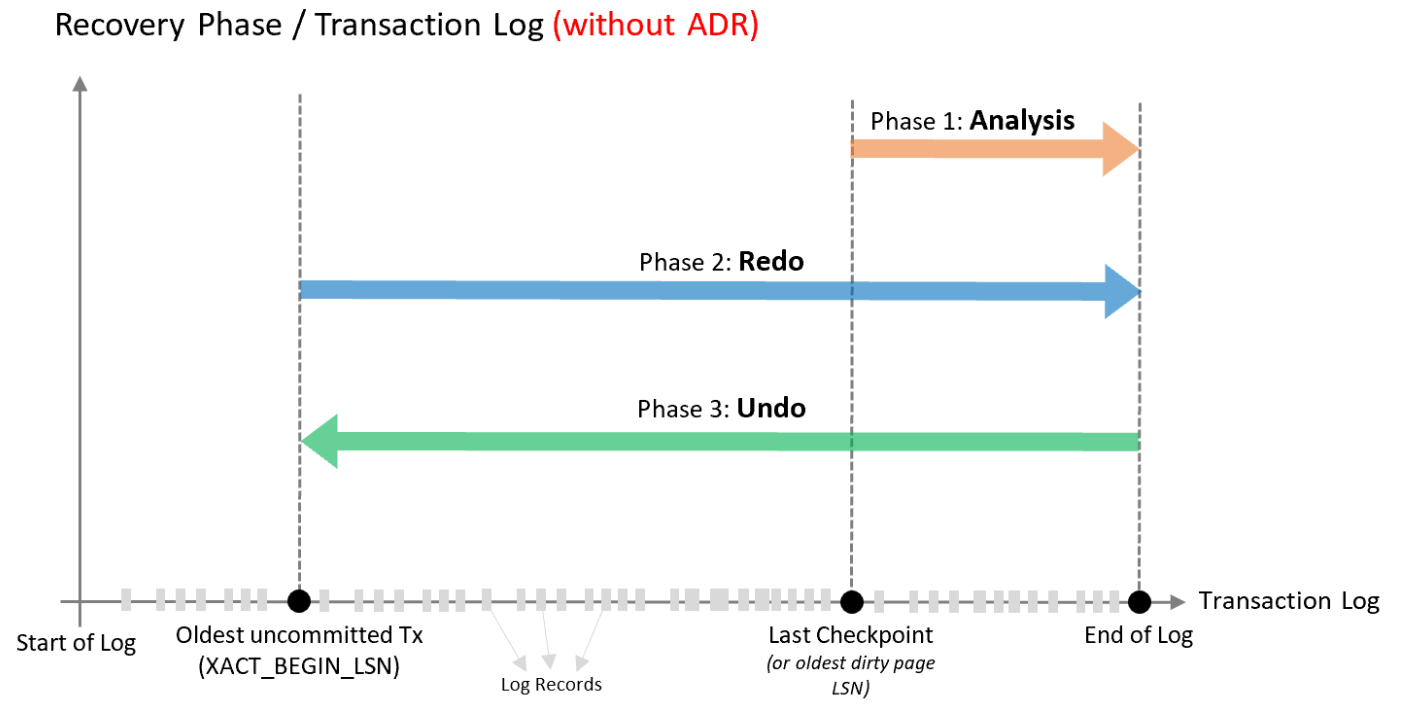 Recovery Phase / Transaction Log (without ADR)
Phase 1: Analysis
Phase 2: Redo
Phase 3: Undo
Transaction Log
Start of Log
Oldest uncommitted Tx
(XACT_BEGIN_LSN)
Log Records
Last Checkpoint
(or oldest dirty page
LSN)
End of Log